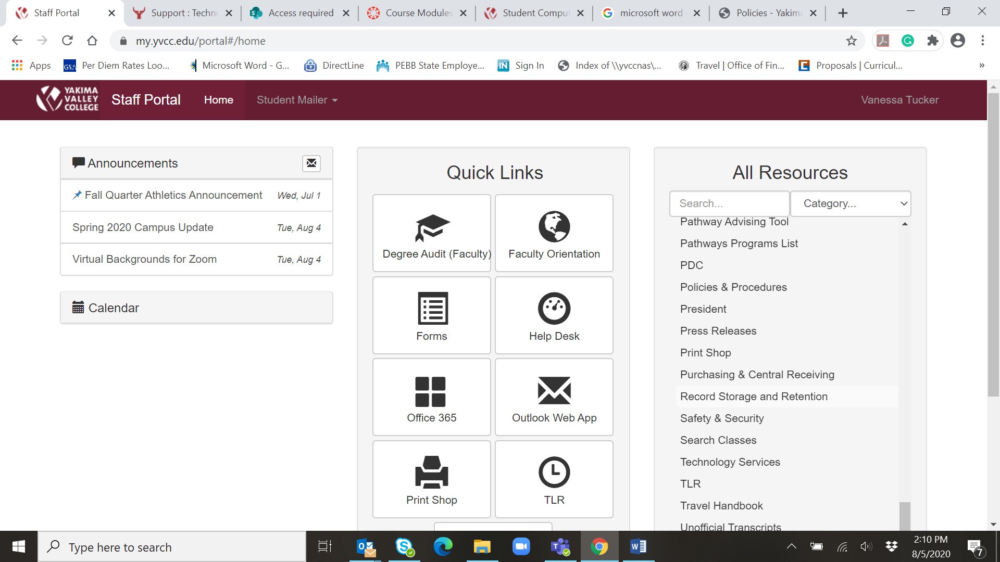 Staff Portal
Support : Techno
Access required
Course Modules
Student Comput
microsoft word
Policies - Yakima
my.yvcc.edu/portal#/home
Apps
GSA
Per Diem Rates Loo...
Microsoft Word - G...
DirectLine
PEBB State Employe...
IN
Sign In
Index of \\yvccnas\...
Travel | Office of Fin...
Proposals | Curricul...
»
YAKIMA
VALLEY
COLLEGE
Staff Portal
Home
Student Mailer
Vanessa Tucker
Announcements
Fall Quarter Athletics Announcement Wed, Jul 1
Spring 2020 Campus Update Tue, Aug 4
Virtual Backgrounds for Zoom Tue, Aug 4
Calendar
Quick Links
Degree Audit (Faculty)
Faculty Orientation
Forms
Help Desk
Office 365
Outlook Web App
Print Shop
TLR
All Resources
Search...
Category...
Pathway Advising Tool
Pathways Programs List
PDC
Policies & Procedures
President
Press Releases
Print Shop
Purchasing & Central Receiving
Record Storage and Retention
Safety & Security
Search Classes
Technology Services
TLR
Travel Handbook
Unofficial Transcripts
Type here to search
2:10 PM
8/5/2020
7